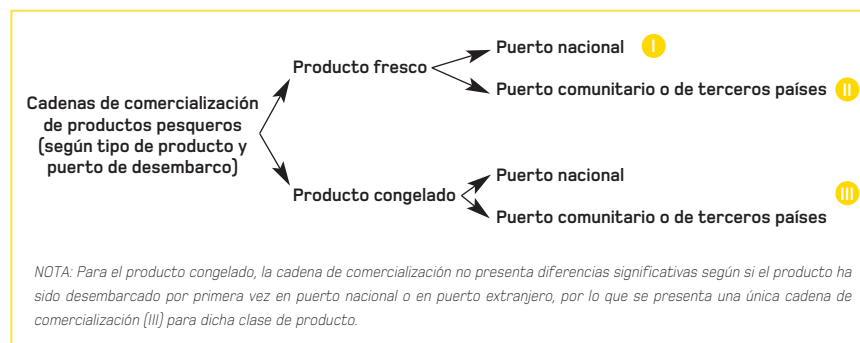 Cadenas de comercialización
de productos pesqueros
(según tipo de producto y
puerto de desembarco)
Producto fresco
Puerto nacional I
Puerto comunitario o de terceros países II
Producto congelado
Puerto nacional
III
Puerto comunitario o de terceros países
NOTA: Para el producto congelado, la cadena de comercialización no presenta diferencias significativas según si el producto ha
sido desembarcado por primera vez en puerto nacional o en puerto extranjero, por lo que se presenta una única cadena de
comercialización (III) para dicha clase de producto.